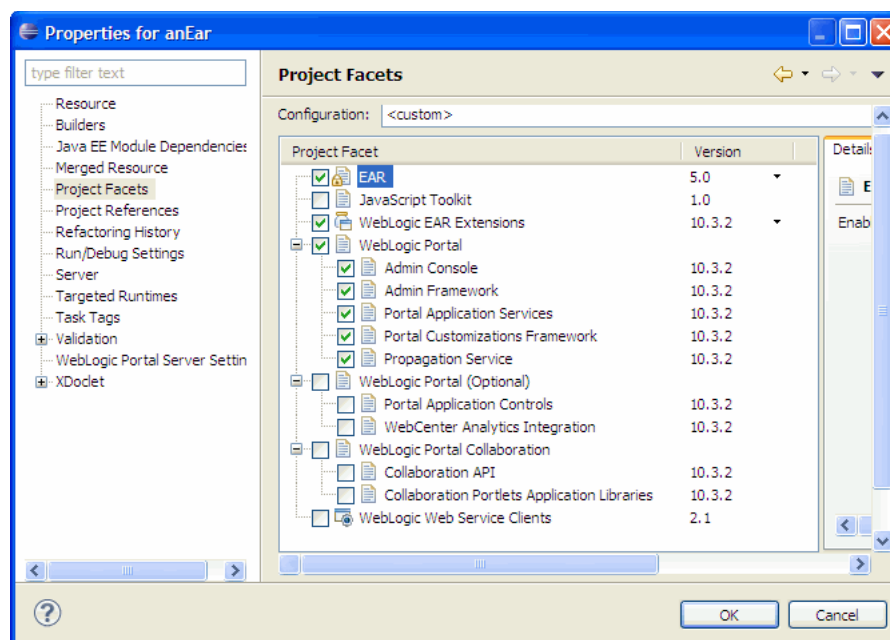 Properties for anEar
type filter text
Resource
Builders
Java EE Module Dependencies
Merged Resource
Project Facets
Project References
Refactoring History
Run/Debug Settings
Server
Targeted Runtimes
Task Tags
Validation
WebLogic Portal Server Settin
XDoclet
Project Facets
Configuration: <custom>
Project Facet Version
EAR 5.0
JavaScript Toolkit 1.0
WebLogic EAR Extensions 10.3.2
WebLogic Portal
Admin Console 10.3.2
Admin Framework 10.3.2
Portal Application Services 10.3.2
Portal Customizations Framework 10.3.2
Propagation Service 10.3.2
WebLogic Portal (Optional)
Portal Application Controls 10.3.2
WebCenter Analytics Integration 10.3.2
WebLogic Portal Collaboration
Collaboration API 10.3.2
Collaboration Portlets Application Libraries 10.3.2
WebLogic Web Service Clients 2.1
Details
E
Enab
OK Cancel